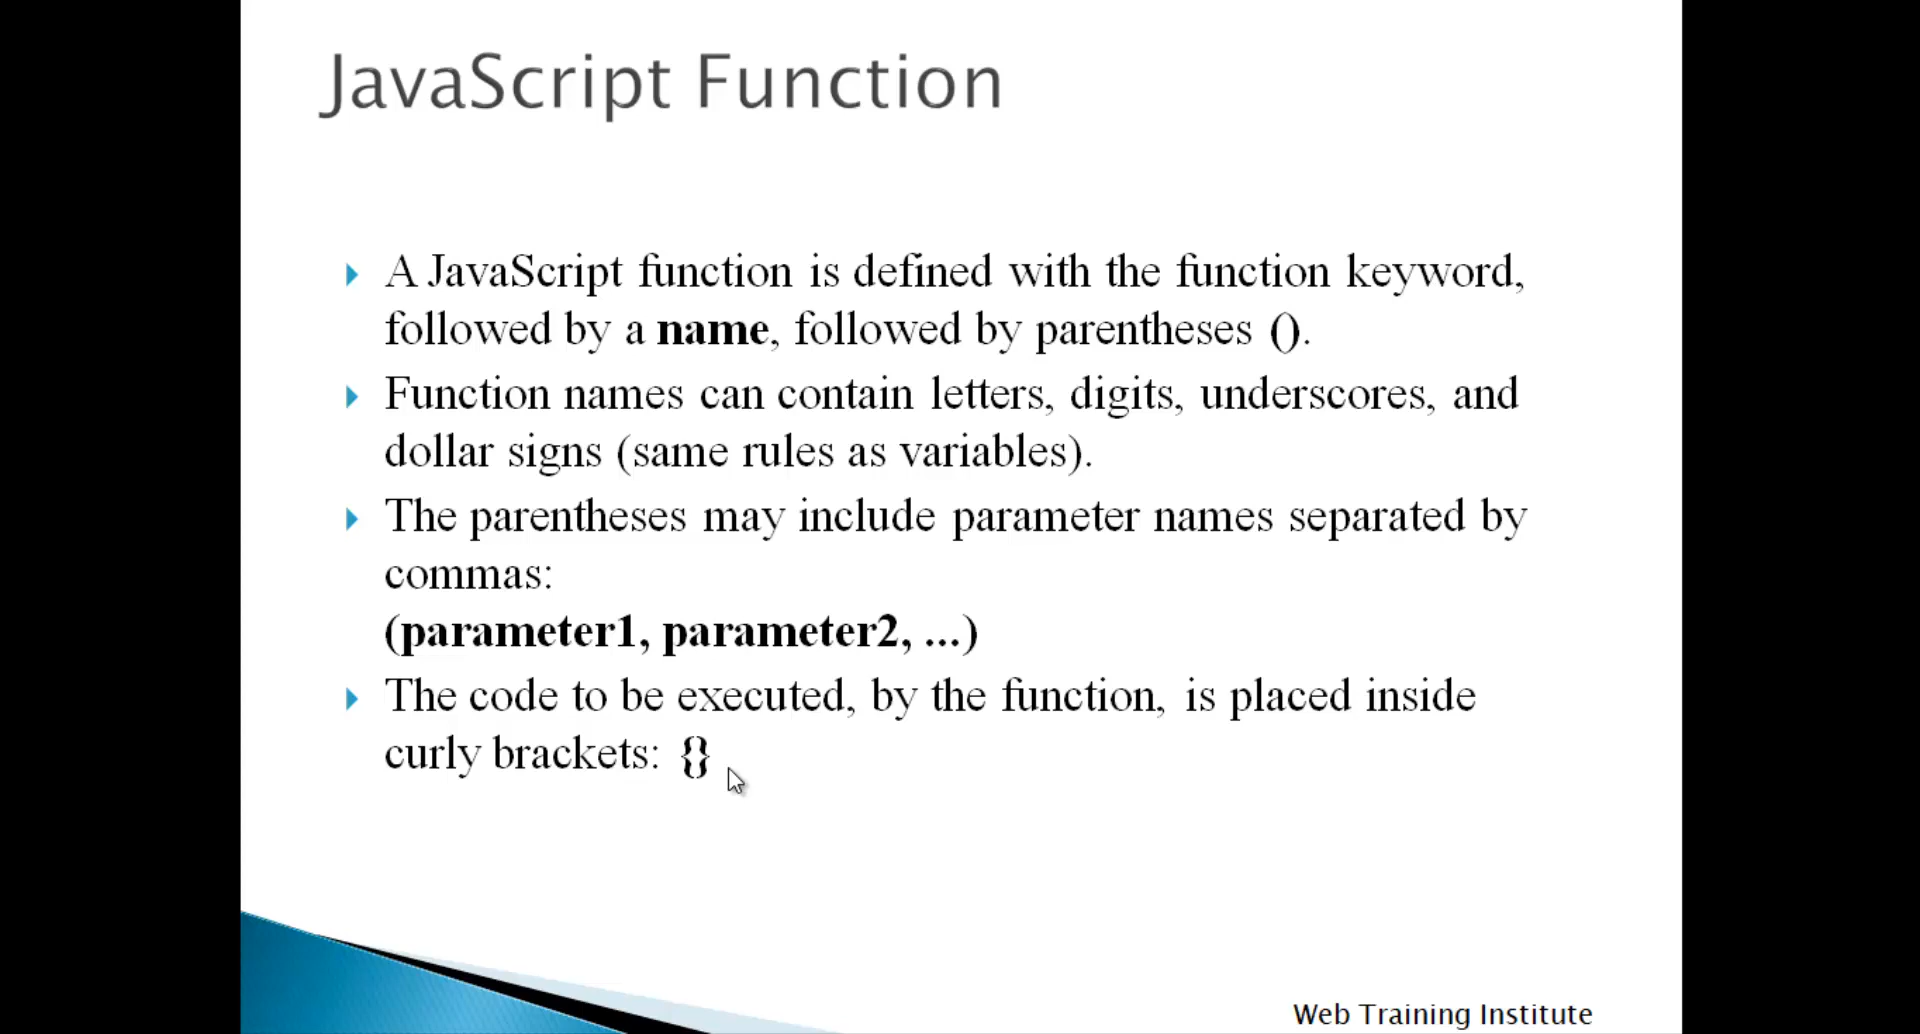 JavaScript Function
A JavaScript function is defined with the function keyword,
followed by a name, followed by parentheses ().
Function names can contain letters, digits, underscores, and
dollar signs (same rules as variables).
The parentheses may include parameter names separated by
commas:
(parameter1, parameter2, ...)
The code to be executed, by the function, is placed inside
curly brackets: {}
Web Training Institute